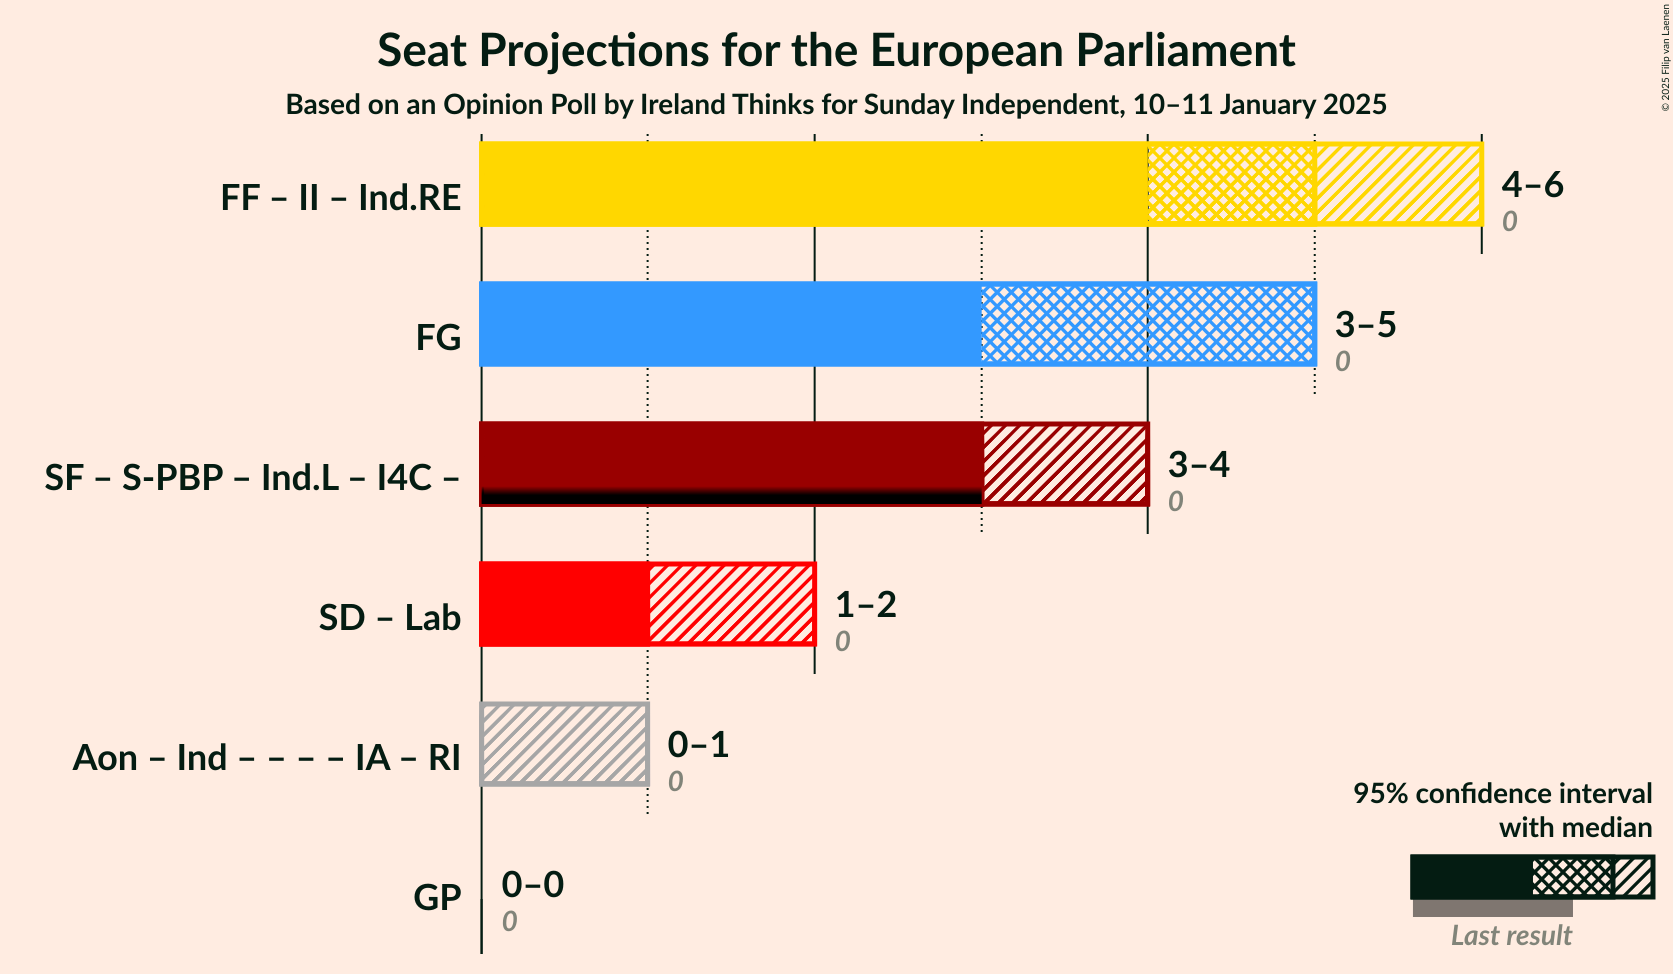 Seat Projections for the European Parliament
Based on an Opinion Poll by Ireland Thinks for Sunday Independent, 10–11 January 2025
© 2025 Filip van Laenen
FF – II – Ind.RE
4–6
0
FG
3–5
0
SF – S-PBP – Ind.L – I4C –
3–4
0
SD – Lab
1–2
0
Aon – Ind – – – – IA – RI
0–1
0
GP
0–0
0
95% confidence interval
with median
Last result